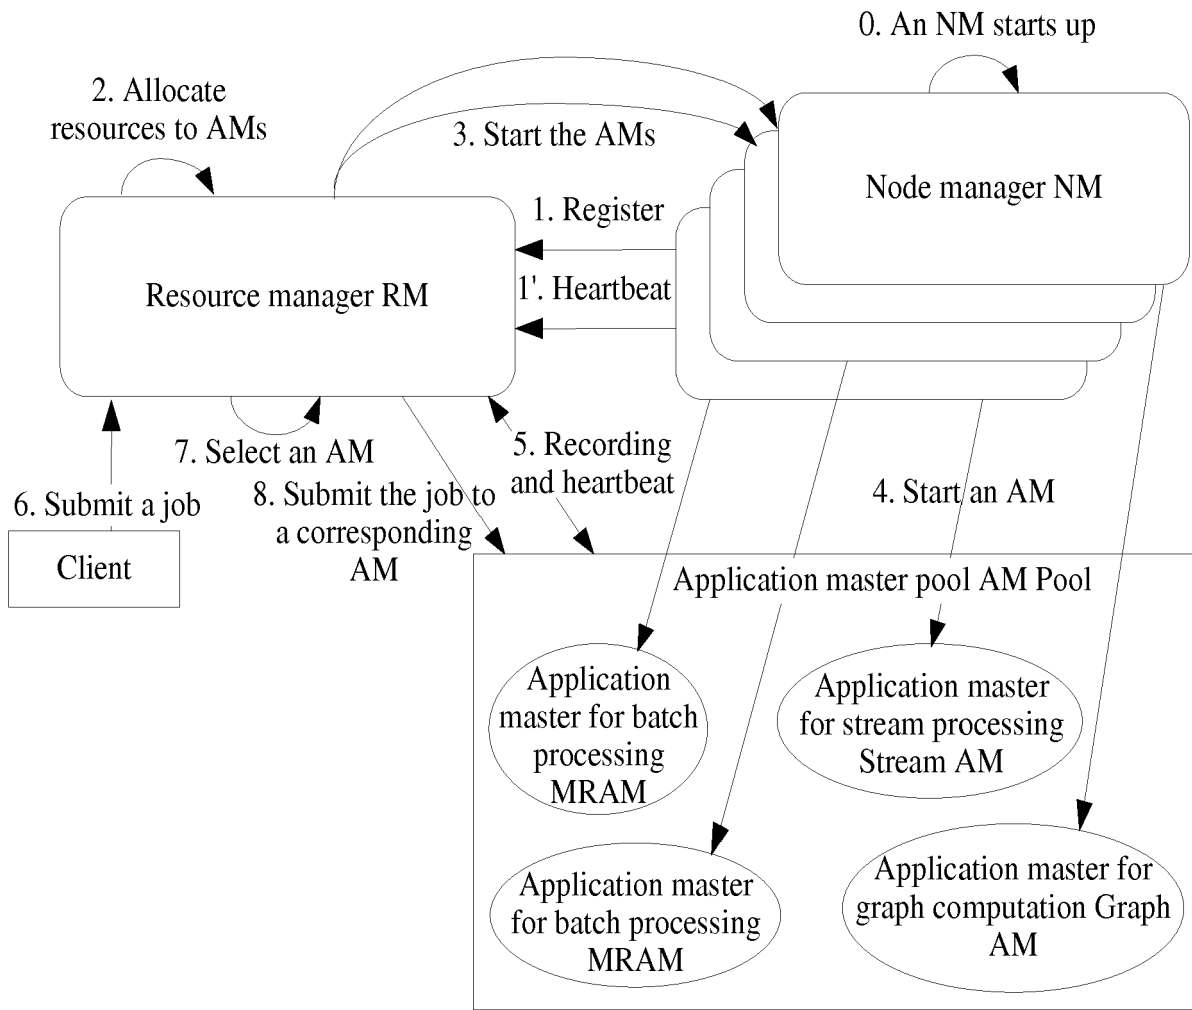 0. An NM starts up
2. Allocate
resources to AMs
3. Start the AMs
Node manager NM
1. Register
Resource manager RM
1'. Heartbeat
5. Recording
and heartbeat
7. Select an AM
6. Submit a job
8. Submit the job to
a corresponding
AM
4. Start an AM
Client
Application master pool AM Pool
Application
master for batch
processing
MRAM
Application master
for stream processing
Stream AM
Application master
for batch processing
MRAM
Application master for
graph computation Graph
AM